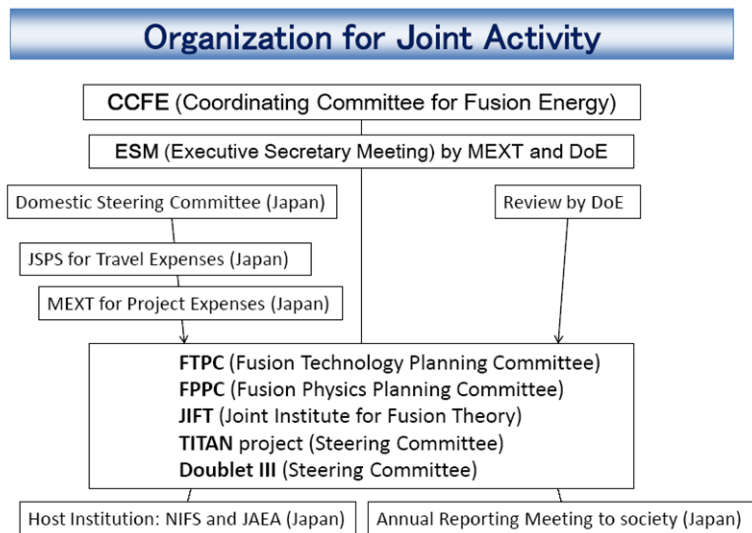 Organization for Joint Activity
CCFE (Coordinating Committee for Fusion Energy)
ESM (Executive Secretary Meeting) by MEXT and DoE
Domestic Steering Committee (Japan)
Review by DoE
JSPS for Travel Expenses (Japan)
MEXT for Project Expenses (Japan)
FTPC (Fusion Technology Planning Committee)
FPPC (Fusion Physics Planning Committee)
JIFT (Joint Institute for Fusion Theory)
TITAN project (Steering Committee)
Doublet III (Steering Committee)
Host Institution: NIFS and JAEA (Japan)
Annual Reporting Meeting to society (Japan)